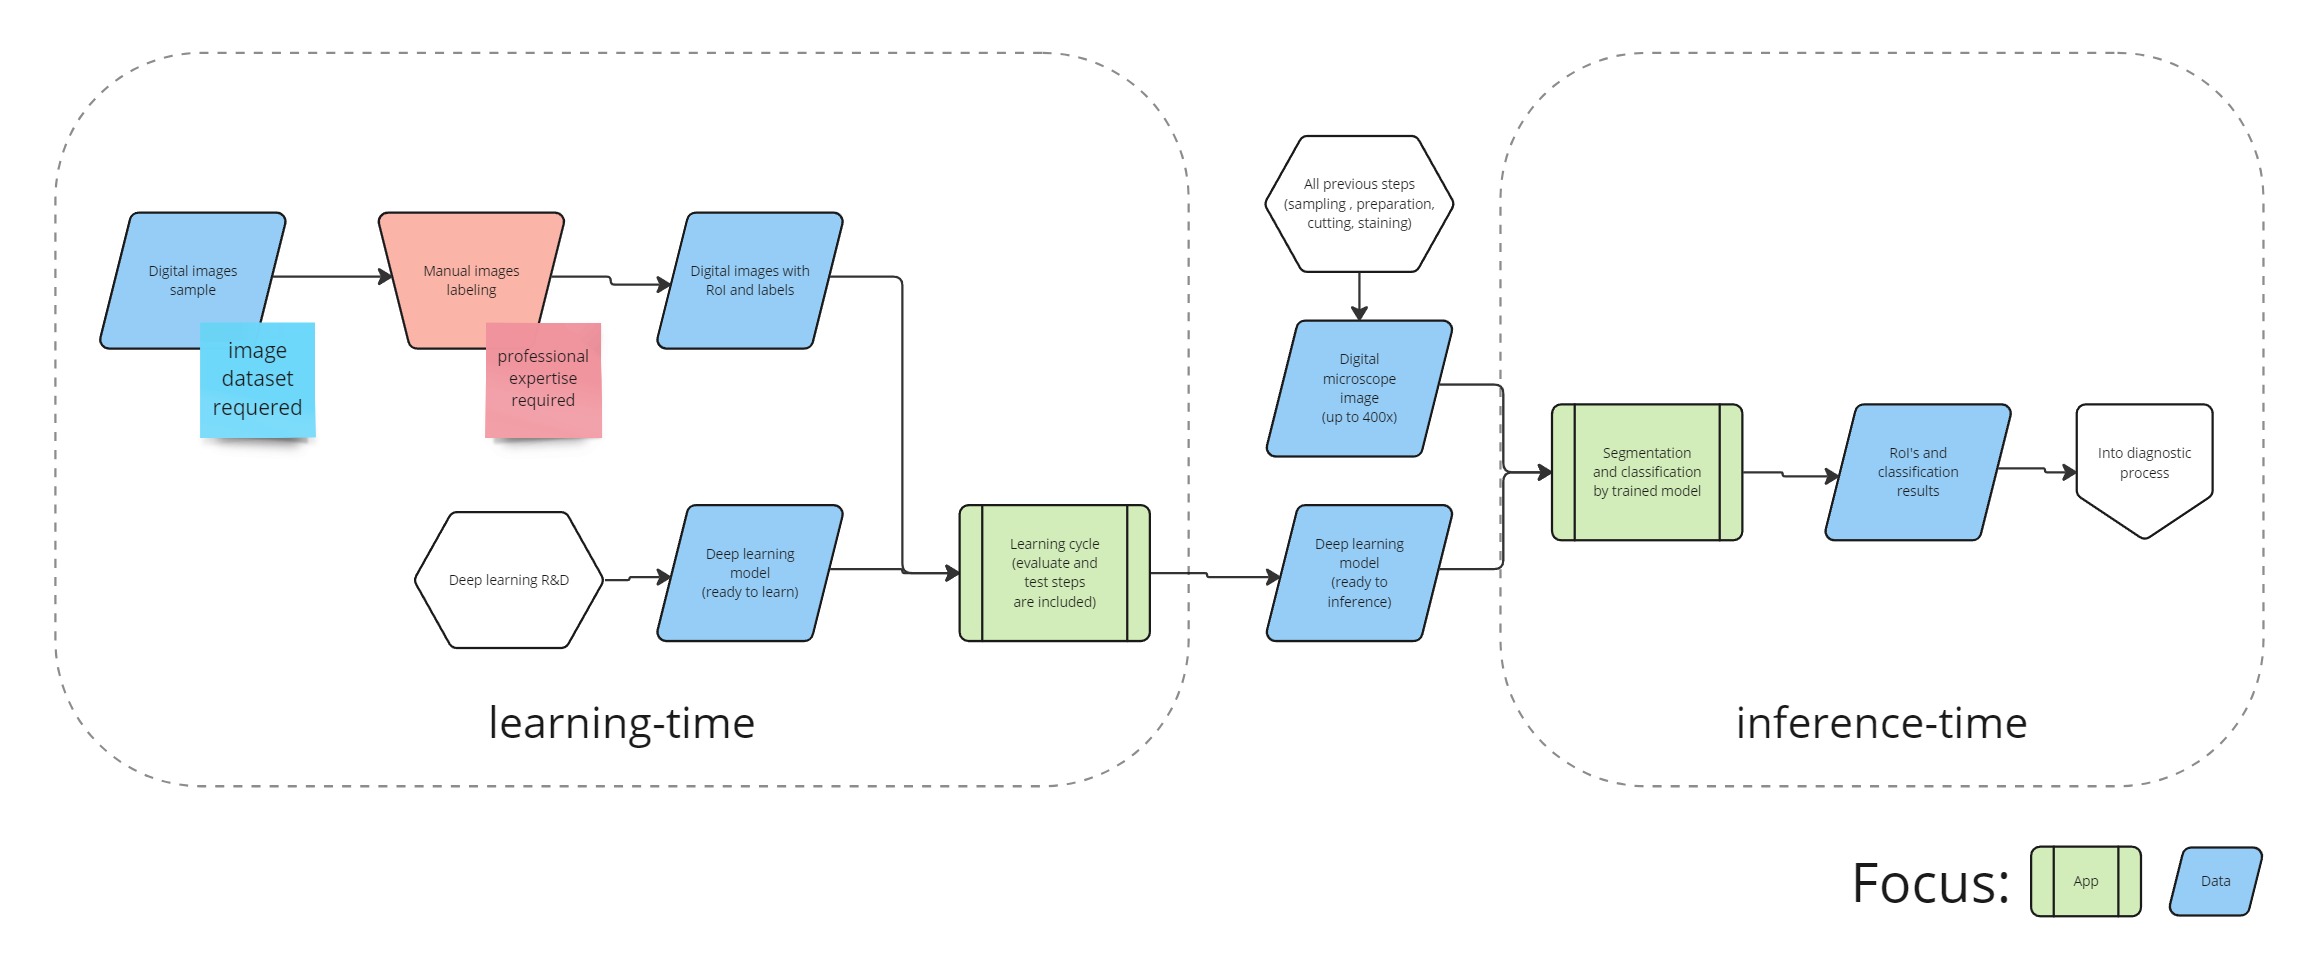 Digital images
sample
image
dataset
requered
Manual images
labeling
professional
expertise
required
Digital images with
RoI and labels
Deep learning R&D
Deep learning
model
(ready to learn)
Learning cycle
(evaluate and
test steps
are included)
learning-time
All previous steps
(sampling , preparation,
cutting, staining)
Digital
microscope
image
(up to 400x)
Deep learning
model
(ready to
inference)
Segmentation
and classification
by trained model
RoI's and
classification
results
Into diagnostic
process
inference-time
Focus:
App
Data